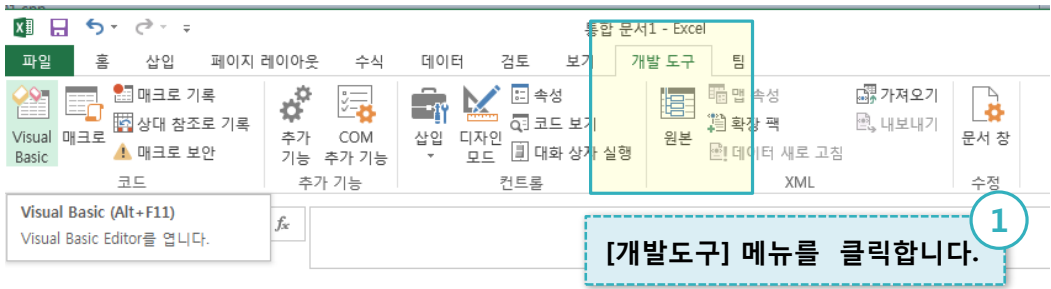 통합 문서1 - Excel
파일 홈 삽입 페이지 레이아웃 수식 데이터 검토 보기 개발 도구 팀
Visual Basic
매크로
매크로 기록
상대 참조로 기록
매크로 보안
코드
추가 기능
COM 추가 기능
추가 기능
삽입
디자인 모드
속성
코드 보기
대화 상자 실행
컨트롤
원본
맵 속성
확장 팩
데이터 새로 고침
가져오기
내보내기
XML
문서 창
수정
Visual Basic (Alt+F11)
Visual Basic Editor를 엽니다.
fx
1
[개발도구] 메뉴를 클릭합니다.